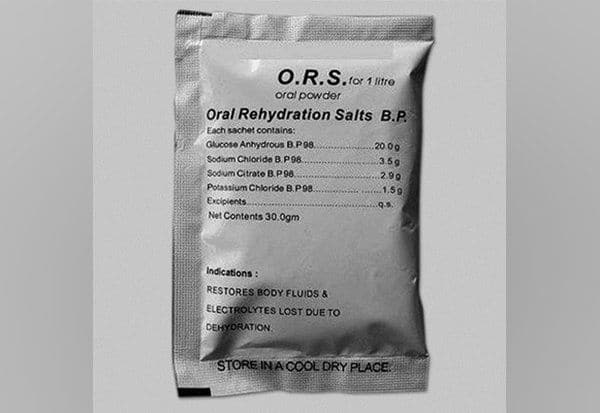 O.R.S. for 1 litre
oral powder
Oral Rehydration Salts B.P.
Each sachet contains:
Glucose Anhydrous B.P 98....................20.0 g
Sodium Chloride B.P 98........................3.5 g
Sodium Citrate B.P 98...........................2.9 g
Potassium Chloride B.P 98....................1.5 g
Excipients................................................q.s.
Net Contents 30.0gm
Indications :
RESTORES BODY FLUIDS &
ELECTROLYTES LOST DUE TO
DEHYDRATION.
STORE IN A COOL DRY PLACE.